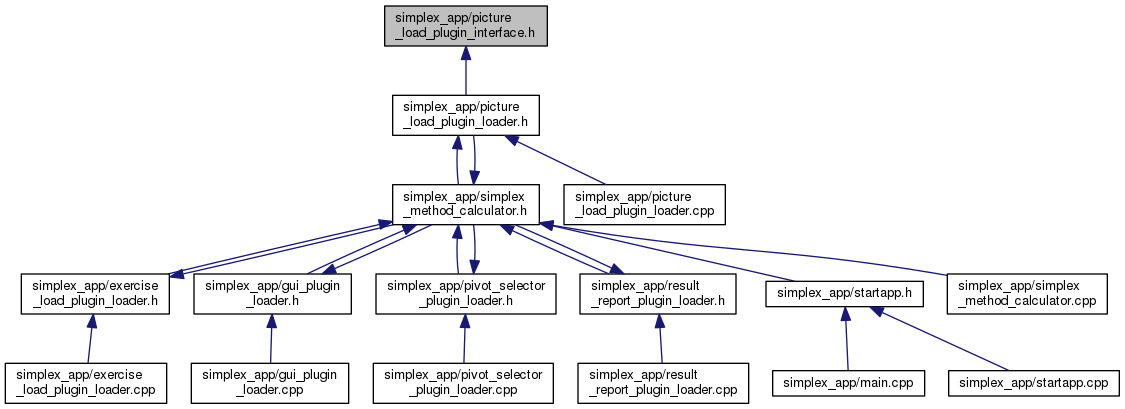 simplex_app/picture
_load_plugin_interface.h
simplex_app/picture
_load_plugin_loader.h
simplex_app/simplex
_method_calculator.h
simplex_app/picture
_load_plugin_loader.cpp
simplex_app/exercise
_load_plugin_loader.h
simplex_app/gui_plugin
_loader.h
simplex_app/pivot_selector
_plugin_loader.h
simplex_app/result
_report_plugin_loader.h
simplex_app/startapp.h
simplex_app/simplex
_method_calculator.cpp
simplex_app/exercise
_load_plugin_loader.cpp
simplex_app/gui_plugin
_loader.cpp
simplex_app/pivot_selector
_plugin_loader.cpp
simplex_app/result
_report_plugin_loader.cpp
simplex_app/main.cpp
simplex_app/startapp.cpp